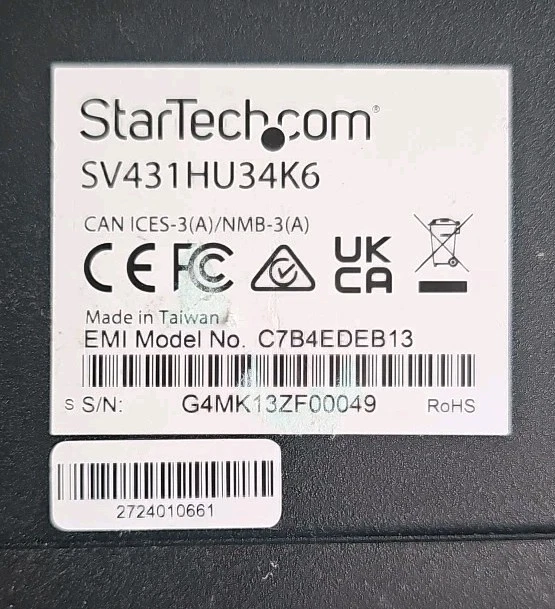 StarTech.com®
SV431HU34K6
CAN ICES-3(A)/NMB-3(A)
CE FC UK CA
Made in Taiwan
EMI Model No. C7B4EDEB13
S S/N: G4MK13ZF00049 RoHS
2724010661